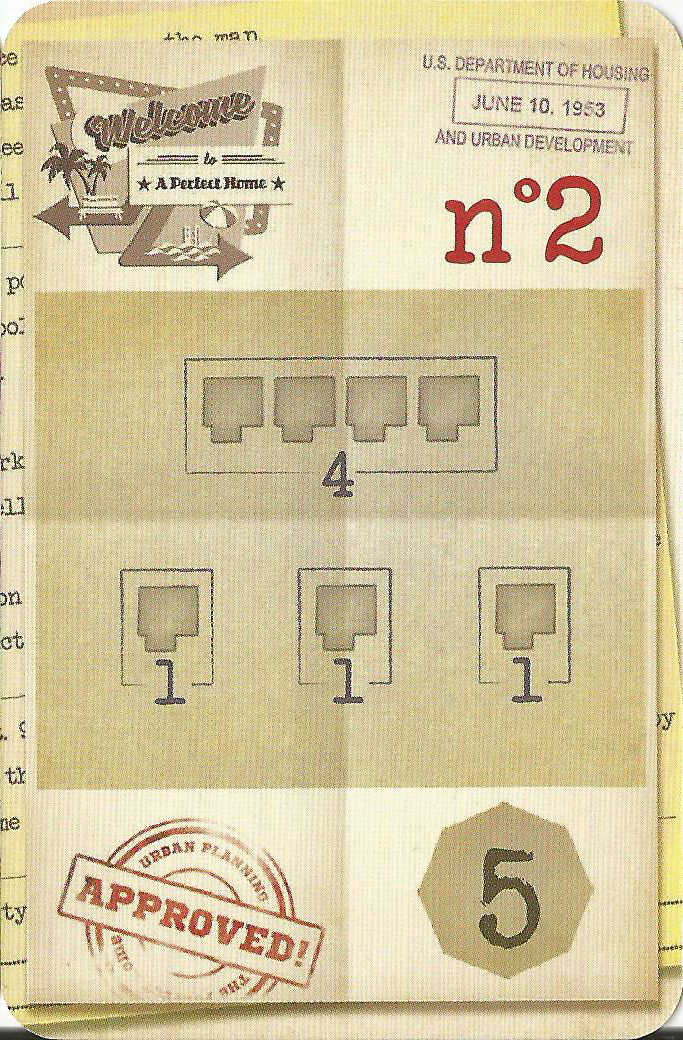 the man
Welcome
to
A Perfect Home
U.S. DEPARTMENT OF HOUSING
JUNE 10. 1953
AND URBAN DEVELOPMENT
n°2
4
1 1 1
URBAN PLANNING
APPROVED!
THE
5